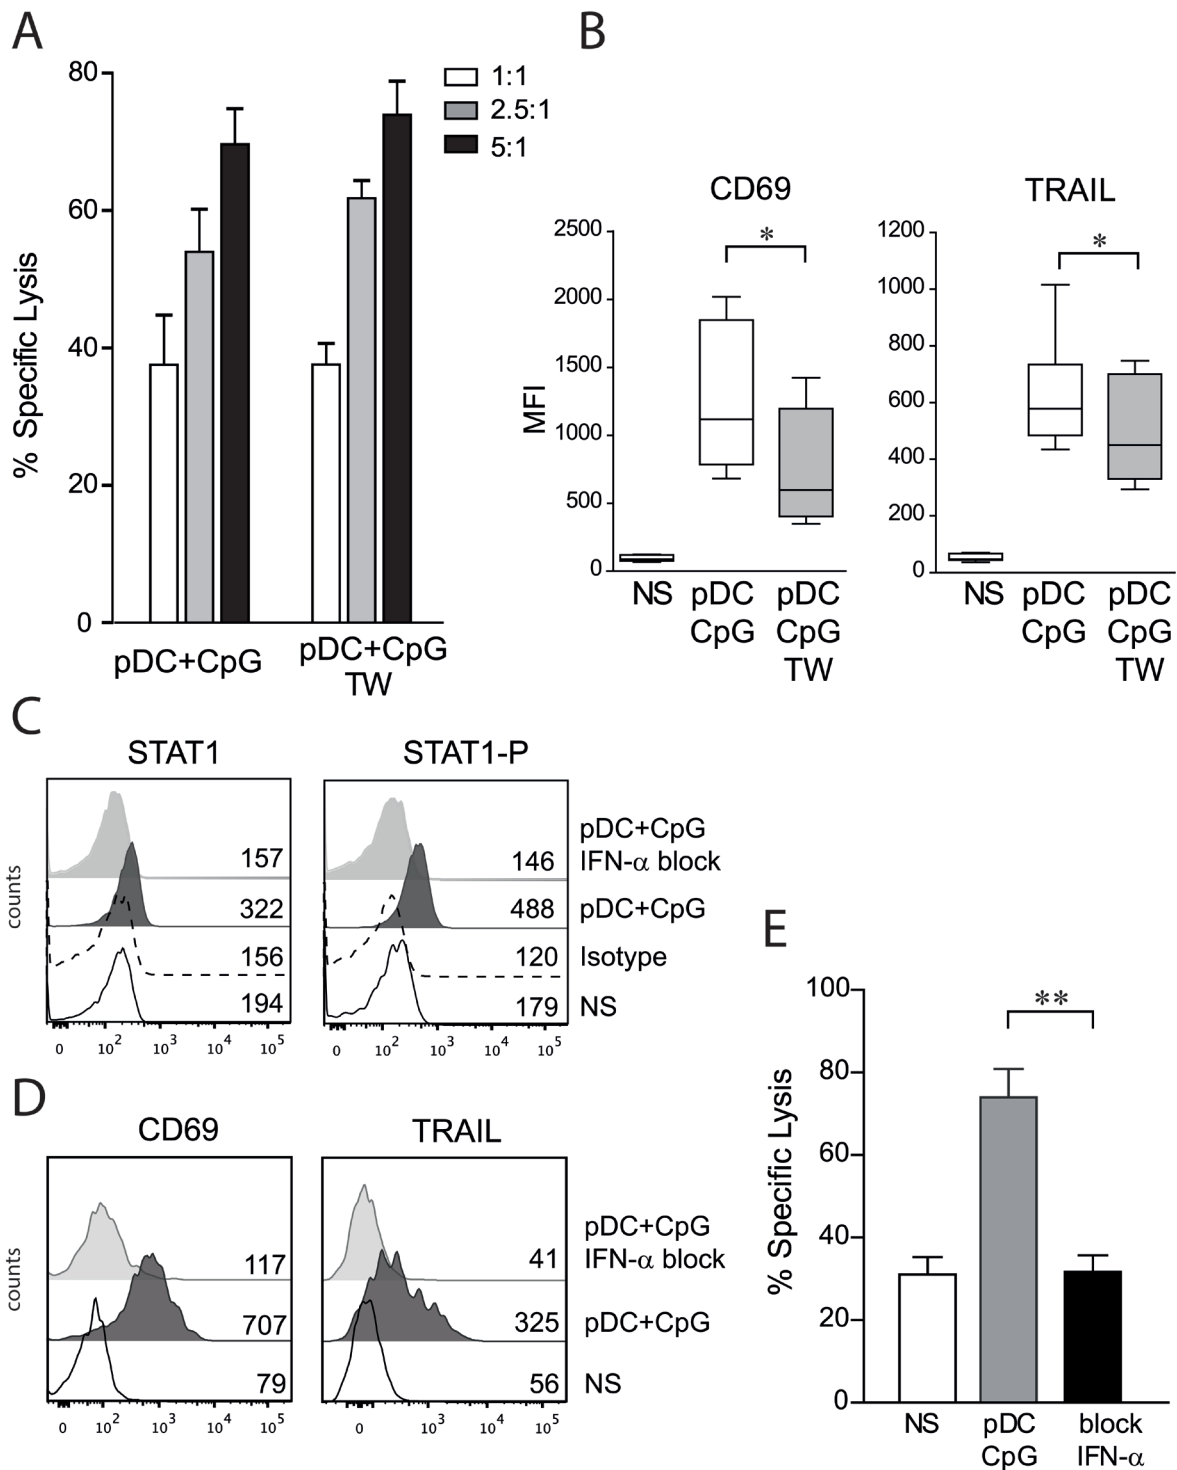 A
80
60
40
20
0
% Specific Lysis
1:1
2.5:1
5:1
pDC+CpG
pDC+CpG
TW
B
CD69
MFI
2500
2000
1500
1000
500
0
*
NS
pDC
CpG
pDC
CpG
TW
TRAIL
1200
1000
800
600
400
200
0
*
NS
pDC
CpG
pDC
CpG
TW
C
STAT1
counts
157
322
156
194
0 10² 10³ 10⁴ 10⁵
STAT1-P
146
488
120
179
0 10² 10³ 10⁴ 10⁵
pDC+CpG
IFN-α block
pDC+CpG
Isotype
NS
D
CD69
counts
117
707
79
0 10² 10³ 10⁴ 10⁵
TRAIL
41
325
56
0 10³ 10⁴ 10⁵
pDC+CpG
IFN-α block
pDC+CpG
NS
E
% Specific Lysis
100
80
60
40
20
0
**
NS
pDC
CpG
block
IFN-α